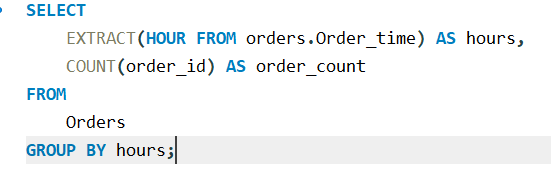 SELECT
EXTRACT(HOUR FROM orders.Order_time) AS hours,
COUNT(order_id) AS order_count
FROM
Orders
GROUP BY hours;